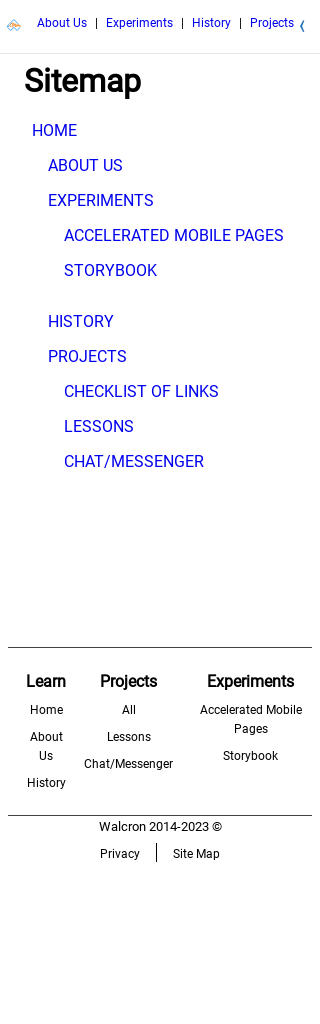 About Us | Experiments | History | Projects
Sitemap
HOME
ABOUT US
EXPERIMENTS
ACCELERATED MOBILE PAGES
STORYBOOK
HISTORY
PROJECTS
CHECKLIST OF LINKS
LESSONS
CHAT/MESSENGER
Learn
Home
About
Us
History
Projects
All
Lessons
Chat/Messenger
Experiments
Accelerated Mobile
Pages
Storybook
Walcron 2014-2023 ©
Privacy | Site Map